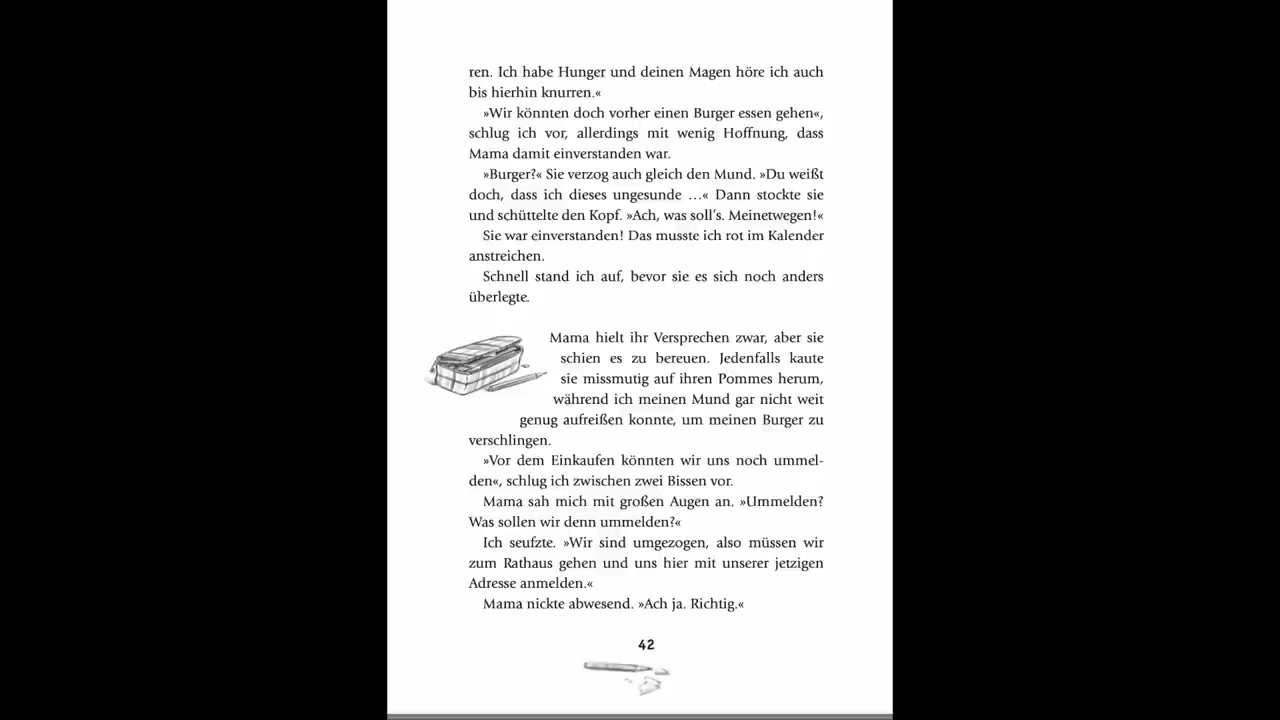 ren. Ich habe Hunger und deinen Magen höre ich auch
bis hierhin knurren.«
»Wir könnten doch vorher einen Burger essen gehen«,
schlug ich vor, allerdings mit wenig Hoffnung, dass
Mama damit einverstanden war.
»Burger?« Sie verzog auch gleich den Mund. »Du weißt
doch, dass ich dieses ungesunde …« Dann stockte sie
und schüttelte den Kopf. »Ach, was soll’s. Meinetwegen!«
Sie war einverstanden! Das musste ich rot im Kalender
anstreichen.
Schnell stand ich auf, bevor sie es sich noch anders
überlegte.
Mama hielt ihr Versprechen zwar, aber sie
schien es zu bereuen. Jedenfalls kaute
sie missmutig auf ihren Pommes herum,
während ich meinen Mund gar nicht weit
genug aufreißen konnte, um meinen Burger zu
verschlingen.
»Vor dem Einkaufen könnten wir uns noch ummel-
den«, schlug ich zwischen zwei Bissen vor.
Mama sah mich mit großen Augen an. »Ummelden?
Was sollen wir denn ummelden?«
Ich seufzte. »Wir sind umgezogen, also müssen wir
zum Rathaus gehen und uns hier mit unserer jetzigen
Adresse anmelden.«
Mama nickte abwesend. »Ach ja. Richtig.«
42